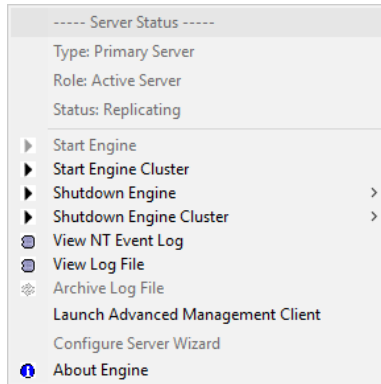 ----- Server Status -----
Type: Primary Server
Role: Active Server
Status: Replicating
Start Engine
Start Engine Cluster
Shutdown Engine
Shutdown Engine Cluster
View NT Event Log
View Log File
Archive Log File
Launch Advanced Management Client
Configure Server Wizard
About Engine